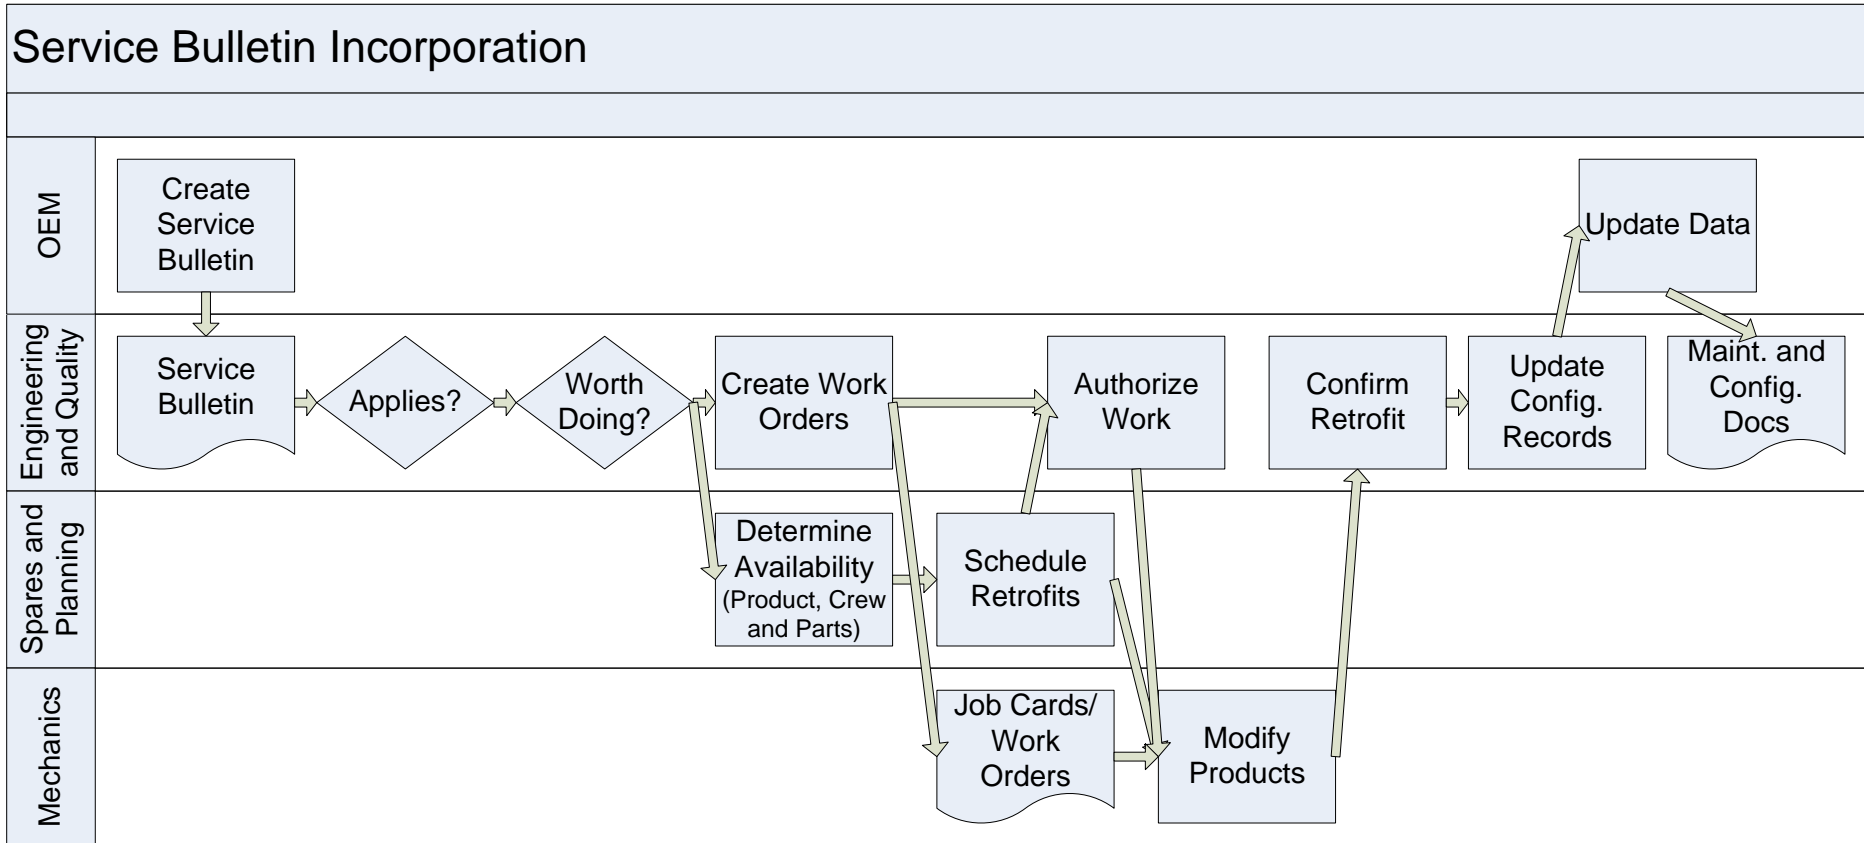 Service Bulletin Incorporation
OEM
Create
Service
Bulletin
Update Data
Engineering
and Quality
Service
Bulletin
Applies?
Worth
Doing?
Create Work
Orders
Authorize
Work
Confirm
Retrofit
Update
Config.
Records
Maint. and
Config.
Docs
Spares and
Planning
Determine
Availability
(Product, Crew
and Parts)
Schedule
Retrofits
Mechanics
Job Cards/
Work
Orders
Modify
Products